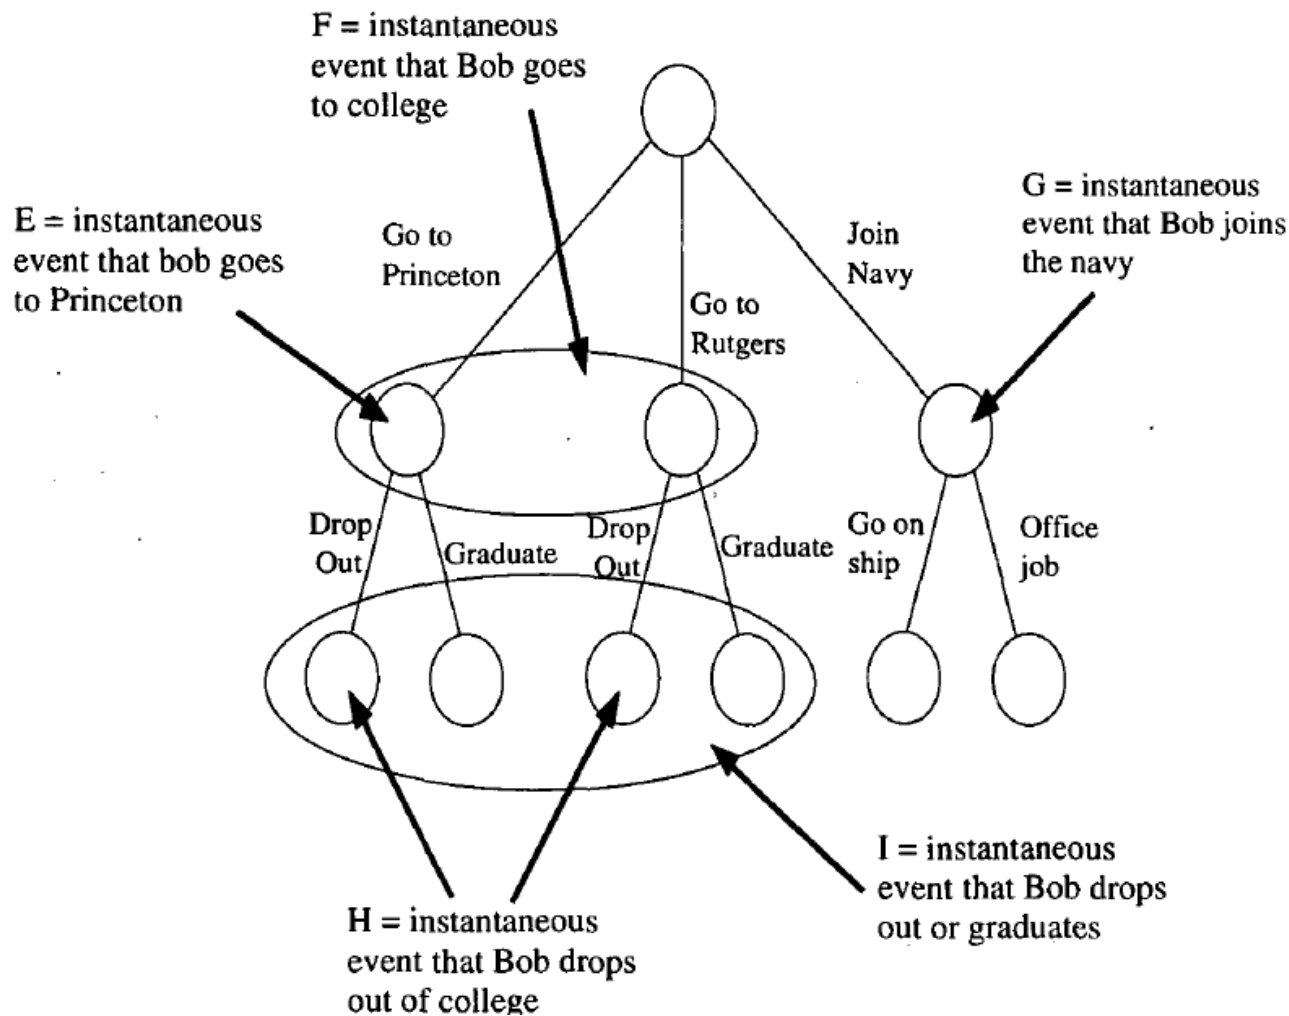 F = instantaneous
event that Bob goes
to college
E = instantaneous
event that bob goes
to Princeton
G = instantaneous
event that Bob joins
the navy
Go to
Princeton
Go to
Rutgers
Join
Navy
Drop
Out
Graduate
Drop
Out
Graduate
Go on
ship
Office
job
H = instantaneous
event that Bob drops
out of college
I = instantaneous
event that Bob drops
out or graduates